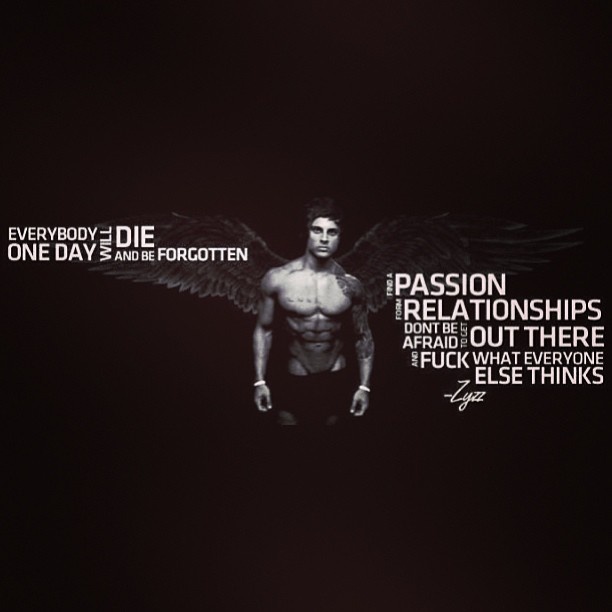 EVERYBODY
ONE DAY WILL DIE
AND BE FORGOTTEN
FIND A PASSION
FORM RELATIONSHIPS
DONT BE
AFRAID TO GET OUT THERE
AND FUCK WHAT EVERYONE
ELSE THINKS
-Zyzz